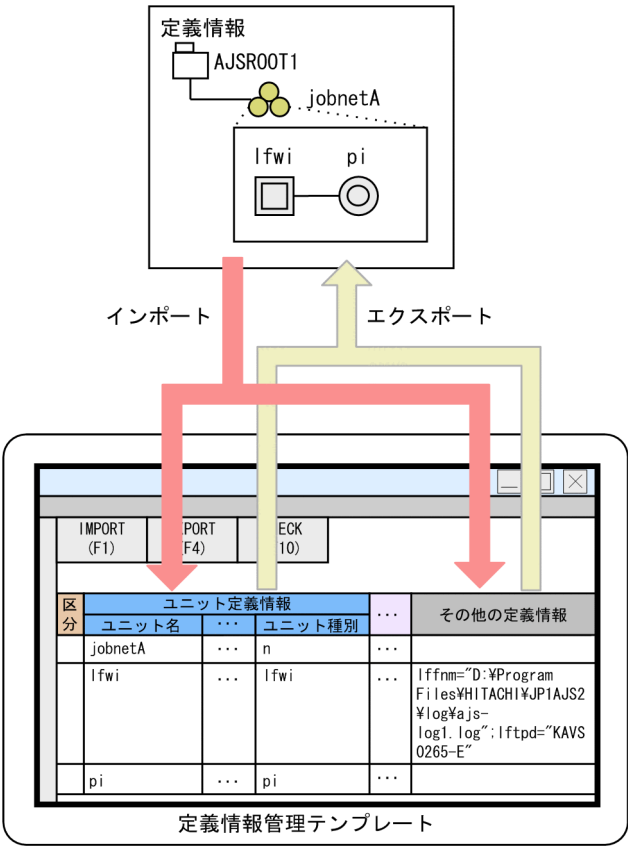 定義情報
AJSROOT1
jobnetA
lfwi pi
インポート エクスポート
IMPORT PORT ECK
(F1) F4) 10)
区分 ユニット定義情報 ... その他の定義情報
ユニット名 ... ユニット種別
jobnetA ... n ...
lfwi ... lfwi ... lffnm="D:¥Program
Files¥HITACHI¥JP1AJS2
¥log¥ajs-
log1.log";lftpd="KAVS
0265-E"
pi ... pi ...
定義情報管理テンプレート